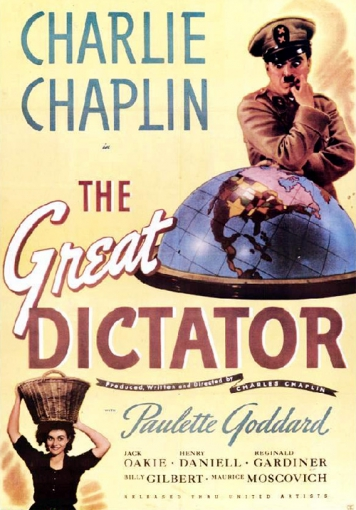 CHARLIE
CHAPLIN
in
THE
Great
DICTATOR
Produced, Written and Directed by CHARLES CHAPLIN
with Paulette Goddard
JACK HENRY REGINALD
OAKIE · DANIELL · GARDINER
BILLY GILBERT · MAURICE MOSCOVICH
RELEASED THRU UNITED ARTISTS